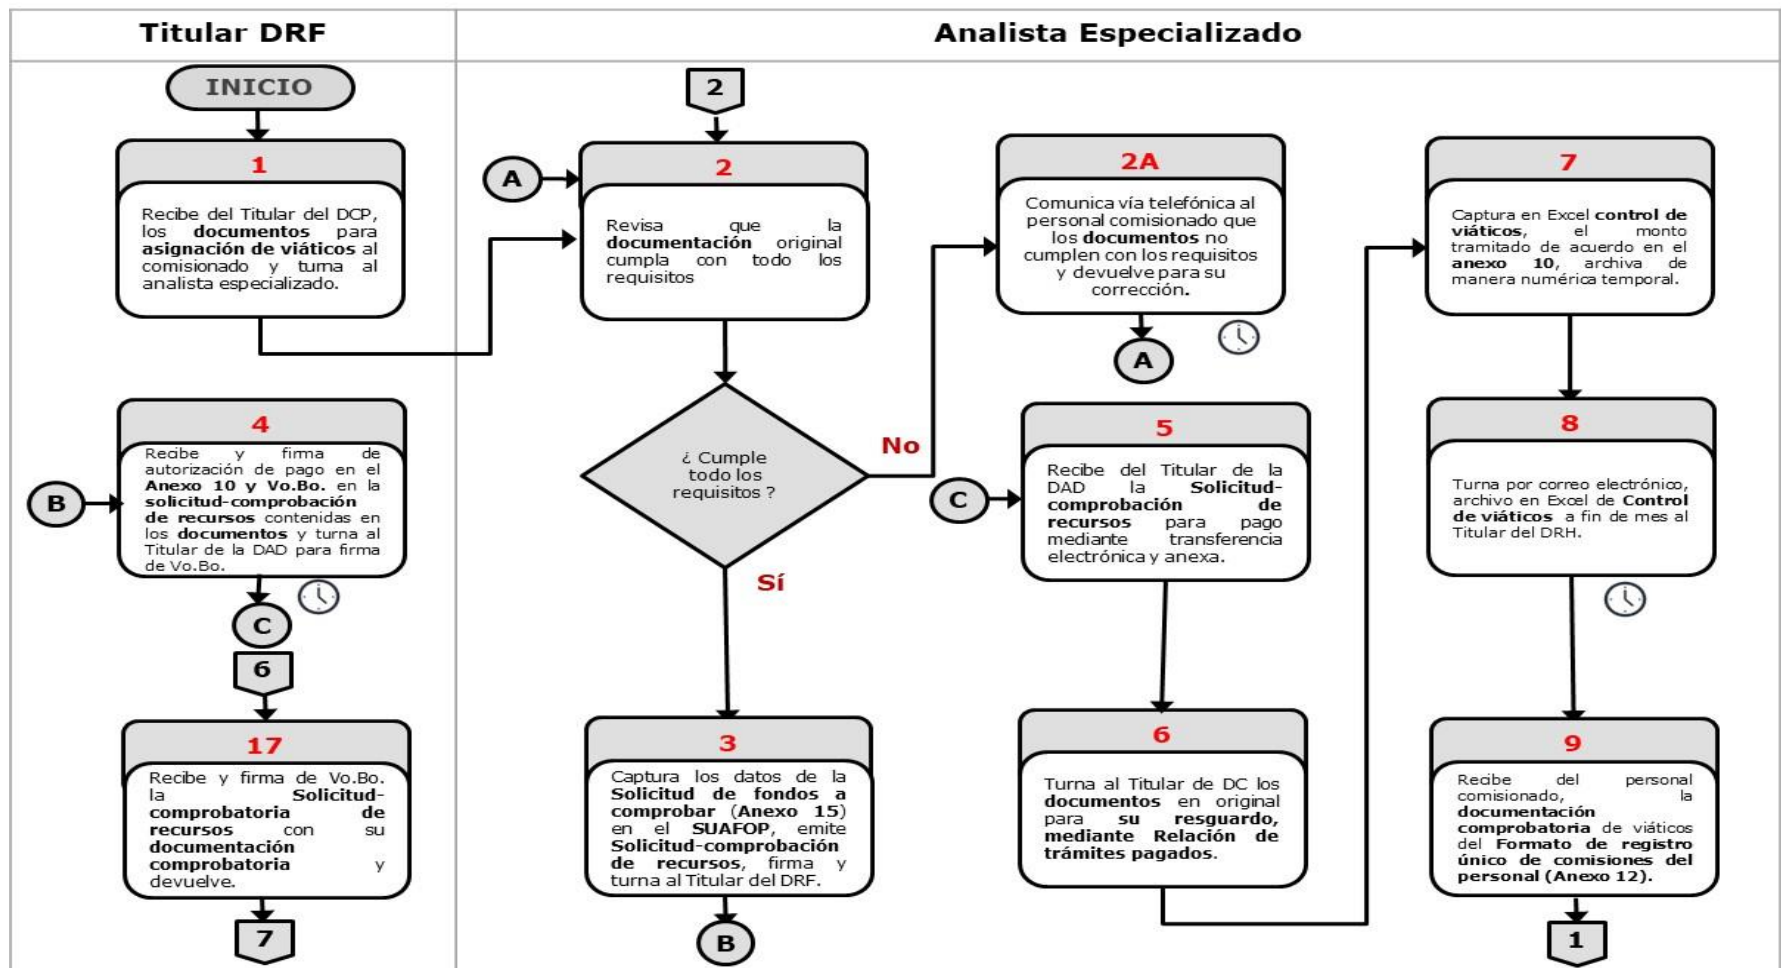 Titular DRF
Analista Especializado
INICIO
1
Recibe del Titular del DCP,
los documentos para
asignación de viáticos al
comisionado y turna al
analista especializado.
4
Recibe y firma de
autorización de pago en el
Anexo 10 y Vo.Bo. en la
solicitud-comprobación
de recursos contenidas en
los documentos y turna al
Titular de la DAD para firma
de Vo.Bo.
B
C
6
17
Recibe y firma de Vo.Bo.
la Solicitud-
comprobatoria de
recursos con su
documentación
comprobatoria y
devuelve.
7
2
A
2
Revisa que la
documentación original
cumpla con todo los
requisitos
¿ Cumple
todo los
requisitos ?
No
Sí
3
Captura los datos de la
Solicitud de fondos a
comprobar (Anexo 15)
en el SUAFOP, emite
Solicitud-comprobación
de recursos, firma y
turna al Titular del DRF.
B
2A
Comunica vía telefónica al
personal comisionado que
los documentos no
cumplen con los requisitos
y devuelve para su
corrección.
A
C
5
Recibe del Titular de la
DAD la Solicitud-
comprobación de
recursos para pago
mediante transferencia
electrónica y anexa.
6
Turna al Titular de DC los
documentos en original
para su resguardo,
mediante Relación de
trámites pagados.
7
Captura en Excel control de
viáticos, el monto
tramitado de acuerdo en el
anexo 10, archiva de
manera numérica temporal.
8
Turna por correo electrónico,
archivo en Excel de Control
de viáticos a fin de mes al
Titular del DRH.
9
Recibe del personal
comisionado, la
documentación
comprobatoria de viáticos
del Formato de registro
único de comisiones del
personal (Anexo 12).
1